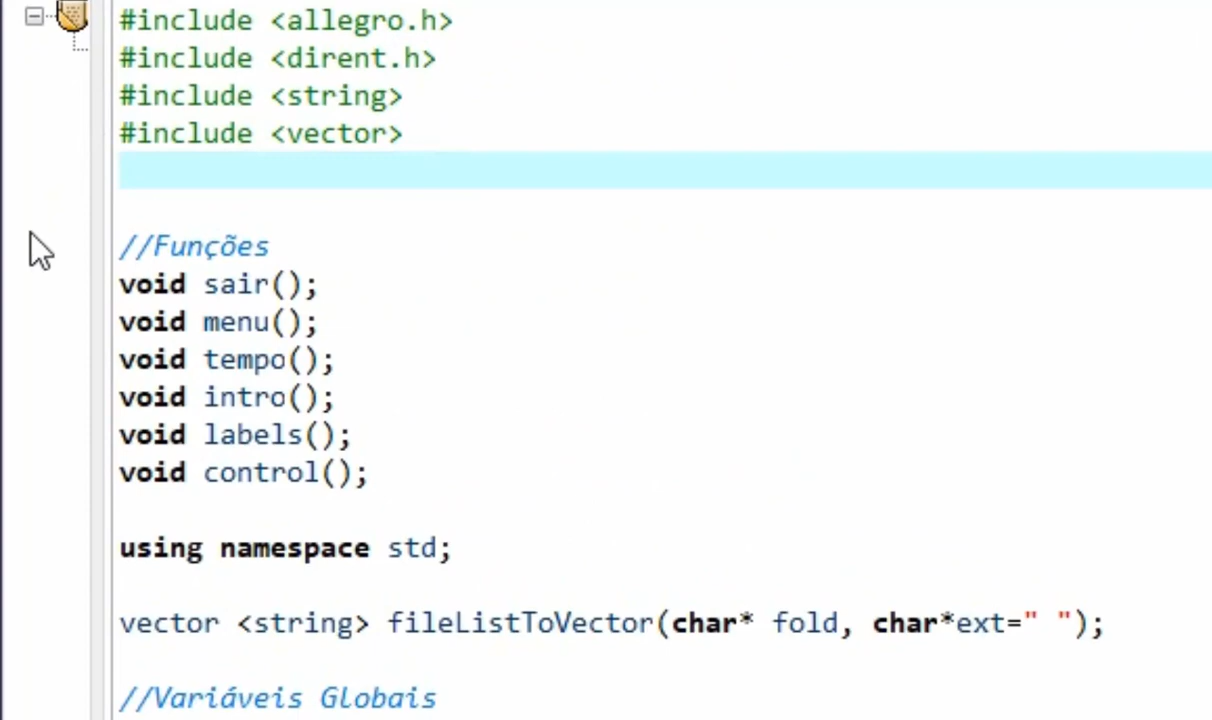 #include <allegro.h>
#include <dirent.h>
#include <string>
#include <vector>
//Funções
void sair();
void menu();
void tempo();
void intro();
void labels();
void control();
using namespace std;
vector <string> fileListToVector(char* fold, char*ext=" ");
//Variáveis Globais